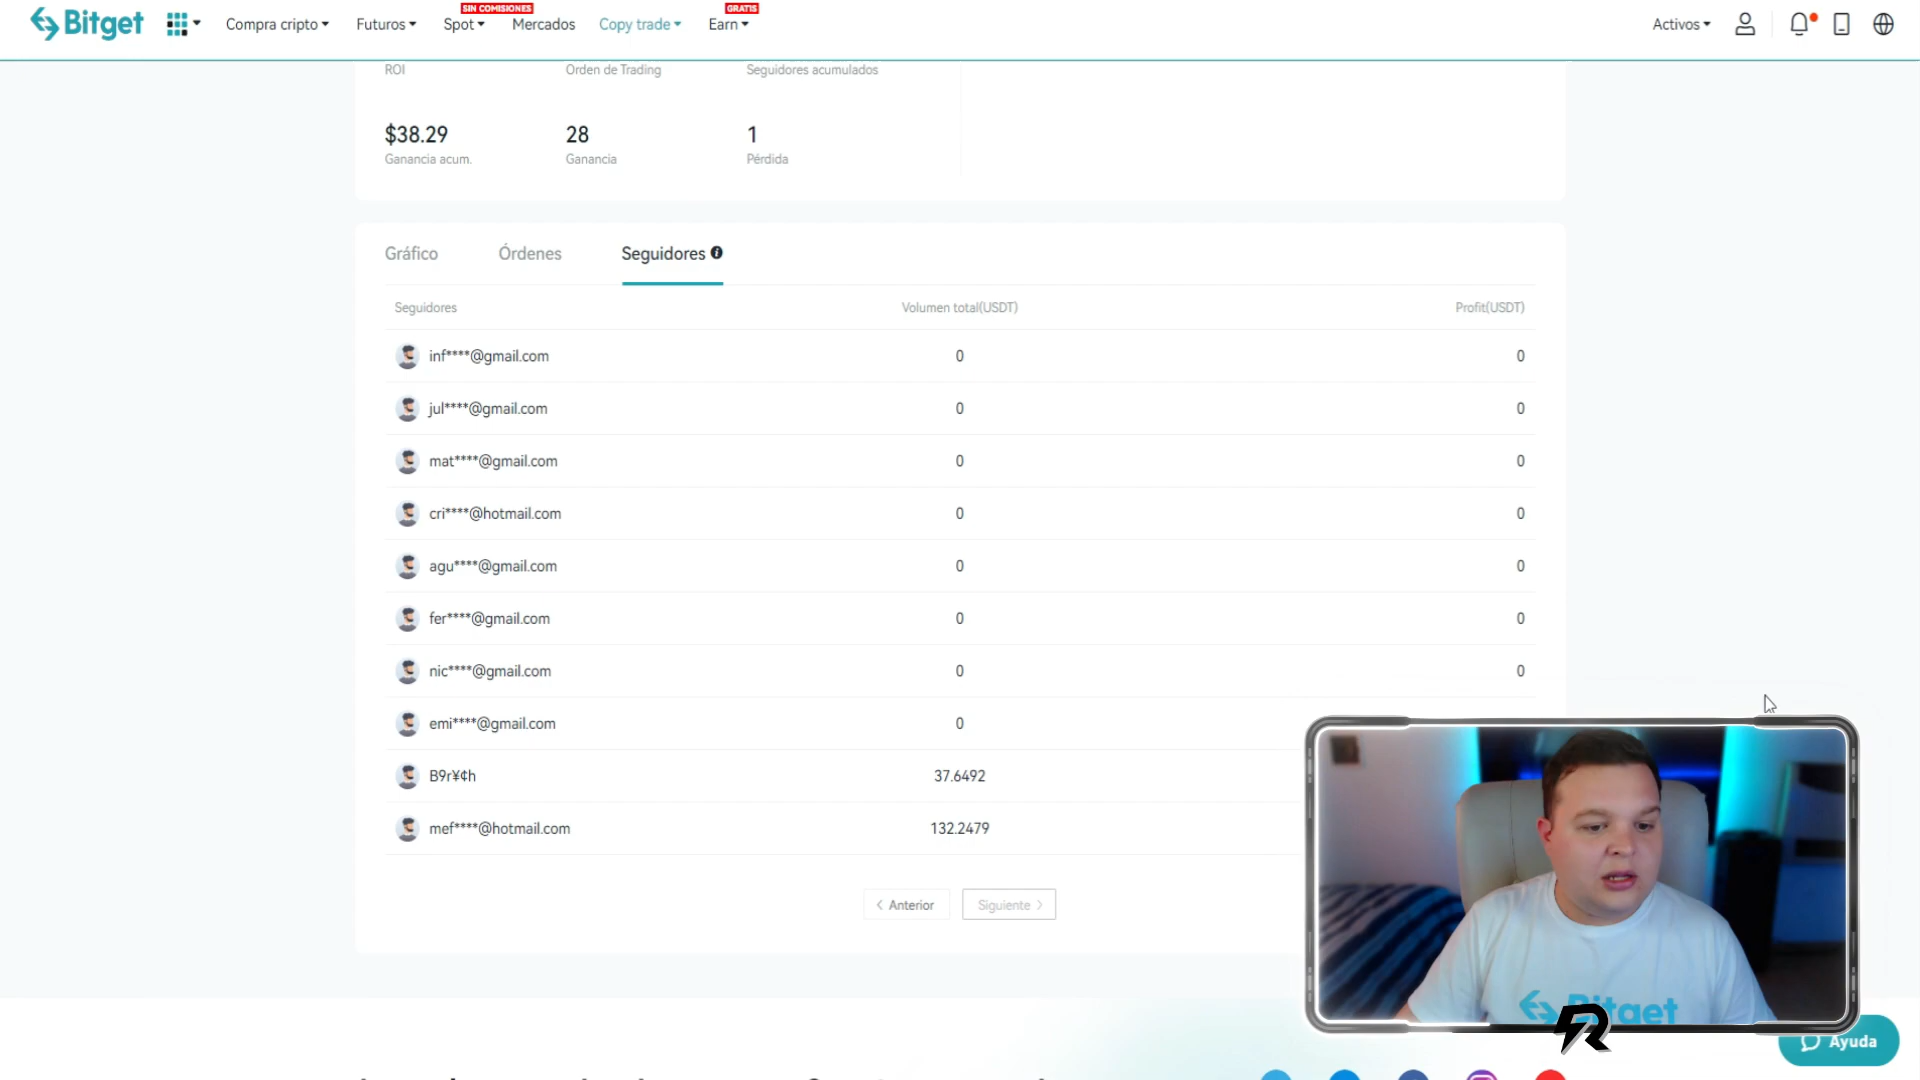 Bitget
Compra cripto
Futuros
SIN COMISIONES
Spot
Mercados
Copy trade
GRATIS
Earn
Activos
ROI
Orden de Trading
Seguidores acumulados
$38.29
28
1
Ganancia acum.
Ganancia
Pérdida
Gráfico
Órdenes
Seguidores
Seguidores
Volumen total(USDT)
Profit(USDT)
inf****@gmail.com 0 0
jul****@gmail.com 0 0
mat****@gmail.com 0 0
cri****@hotmail.com 0 0
agu****@gmail.com 0 0
fer****@gmail.com 0 0
nic****@gmail.com 0 0
emi****@gmail.com 0
B9r¥¢h 37.6492
mef****@hotmail.com 132.2479
< Anterior
Siguiente >
Bitget
R
Ayuda